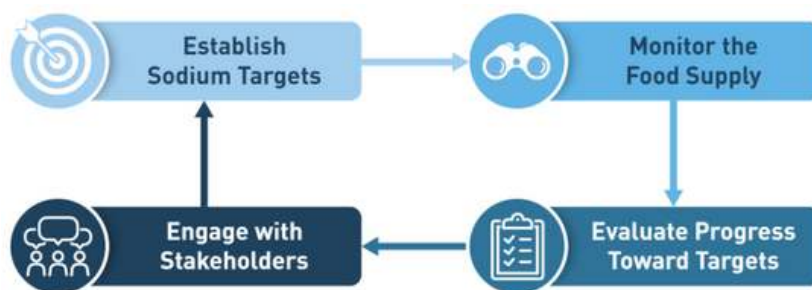 Establish
Sodium Targets
Monitor the
Food Supply
Evaluate Progress
Toward Targets
Engage with
Stakeholders